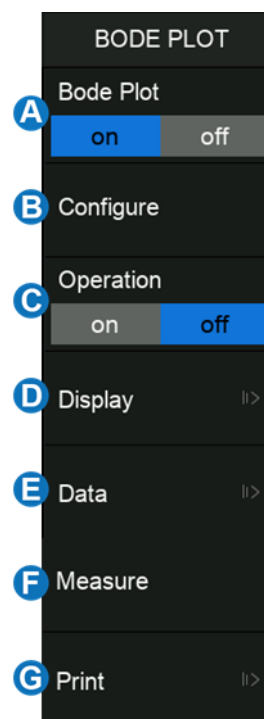 BODE PLOT
Bode Plot
A
on off
B Configure
Operation
C
on off
D Display
E Data
F Measure
G Print